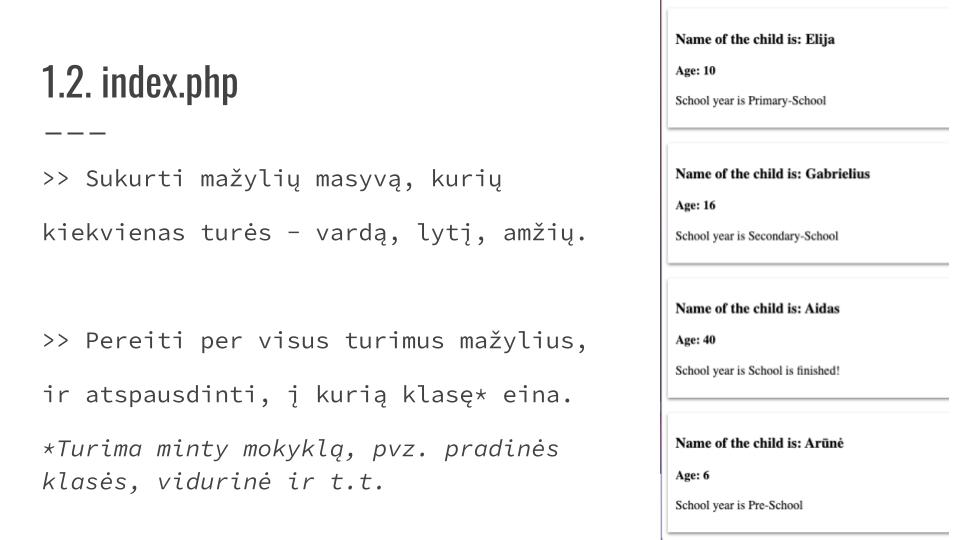 1.2. index.php
>> Sukurti mažylių masyvą, kurių
kiekvienas turės - vardą, lytį, amžių.
>> Pereiti per visus turimus mažylius,
ir atspausdinti, į kurią klasę* eina.
*Turima minty mokyklą, pvz. pradinės
klasės, vidurinė ir t.t.
Name of the child is: Elija
Age: 10
School year is Primary-School
Name of the child is: Gabrielius
Age: 16
School year is Secondary-School
Name of the child is: Aidas
Age: 40
School year is School is finished!
Name of the child is: Arūnė
Age: 6
School year is Pre-School